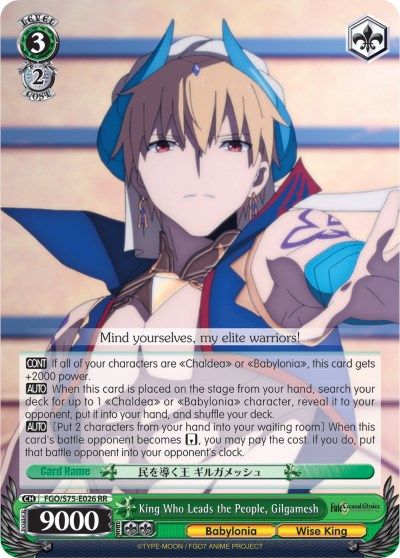 LEVEL
3
2
COST
Mind yourselves, my elite warriors!
CONT If all of your characters are «Chaldea» or «Babylonia», this card gets
+2000 power.
AUTO When this card is placed on the stage from your hand, search your
deck for up to 1 «Chaldea» or «Babylonia» character, reveal it to your
opponent, put it into your hand, and shuffle your deck.
AUTO [Put 2 characters from your hand into your waiting room] When this
card's battle opponent becomes, you may pay the cost. If you do, put
that battle opponent into your opponent's clock.
Card Name
民を導く王 ギルガメッシュ
CH FGO/S75-E026 RR
King Who Leads the People, Gilgamesh
Fate/Grand Order
POWER
9000
Babylonia
Wise King
©TYPE-MOON / FGO7 ANIME PROJECT